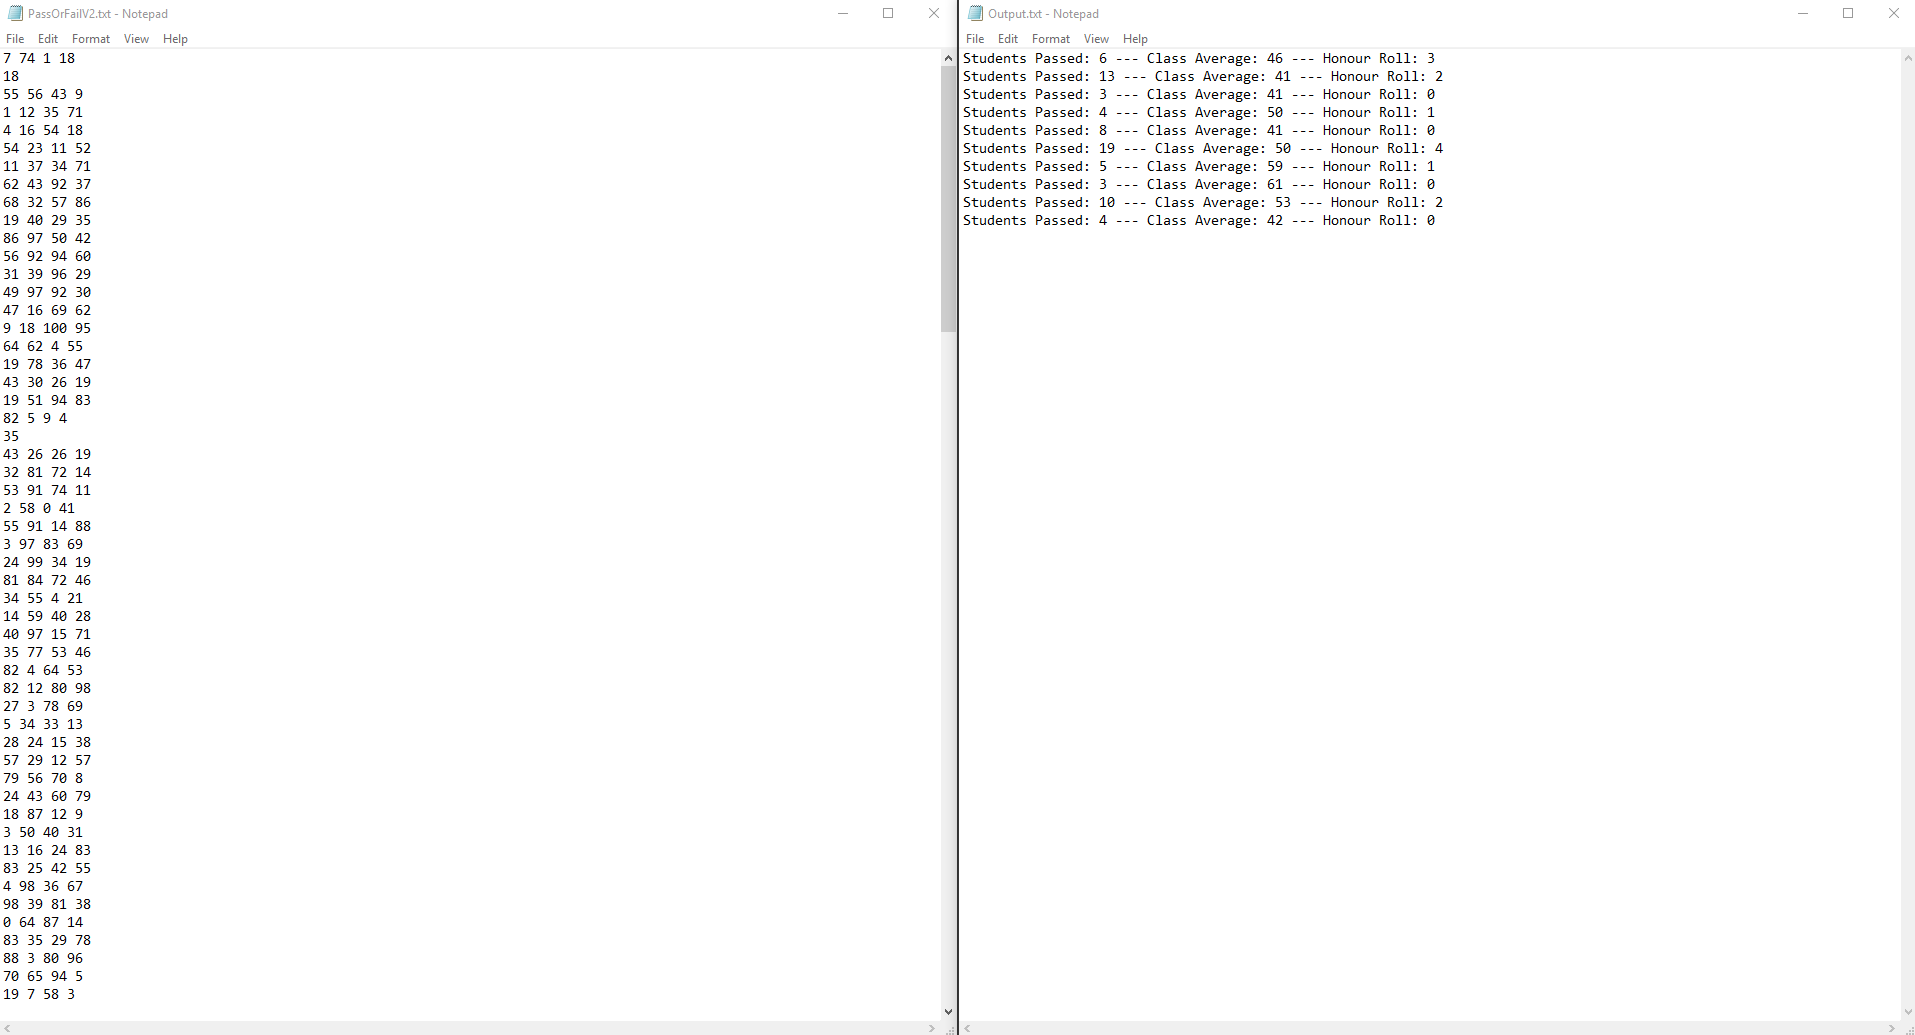 PassOrFailV2.txt - Notepad
File Edit Format View Help
7 74 1 18
18
55 56 43 9
1 12 35 71
4 16 54 18
54 23 11 52
11 37 34 71
62 43 92 37
68 32 57 86
19 40 29 35
86 97 50 42
56 92 94 60
31 39 96 29
49 97 92 30
47 16 69 62
9 18 100 95
64 62 4 55
19 78 36 47
43 30 26 19
19 51 94 83
82 5 9 4
35
43 26 26 19
32 81 72 14
53 91 74 11
2 58 0 41
55 91 14 88
3 97 83 69
24 99 34 19
81 84 72 46
34 55 4 21
14 59 40 28
40 97 15 71
35 77 53 46
82 4 64 53
82 12 80 98
27 3 78 69
5 34 33 13
28 24 15 38
57 29 12 57
79 56 70 8
24 43 60 79
18 87 12 9
3 50 40 31
13 16 24 83
83 25 42 55
4 98 36 67
98 39 81 38
0 64 87 14
83 35 29 78
88 3 80 96
70 65 94 5
19 7 58 3
Output.txt - Notepad
File Edit Format View Help
Students Passed: 6 --- Class Average: 46 --- Honour Roll: 3
Students Passed: 13 --- Class Average: 41 --- Honour Roll: 2
Students Passed: 3 --- Class Average: 41 --- Honour Roll: 0
Students Passed: 4 --- Class Average: 50 --- Honour Roll: 1
Students Passed: 8 --- Class Average: 41 --- Honour Roll: 0
Students Passed: 19 --- Class Average: 50 --- Honour Roll: 4
Students Passed: 5 --- Class Average: 59 --- Honour Roll: 1
Students Passed: 3 --- Class Average: 61 --- Honour Roll: 0
Students Passed: 10 --- Class Average: 53 --- Honour Roll: 2
Students Passed: 4 --- Class Average: 42 --- Honour Roll: 0